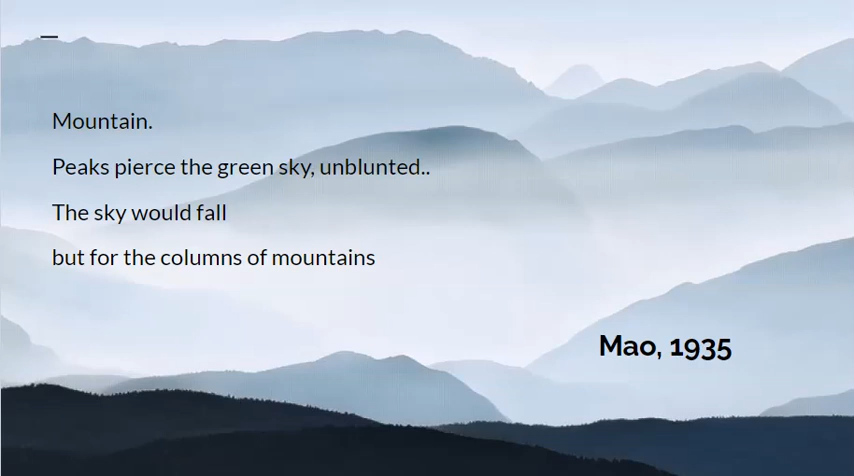 Mountain.
Peaks pierce the green sky, unblunted..
The sky would fall
but for the columns of mountains
Mao, 1935